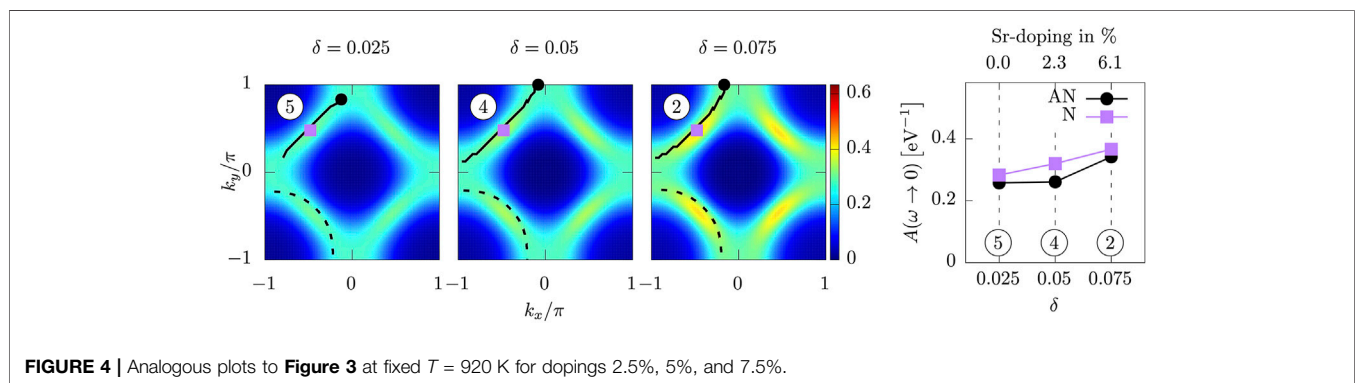 δ = 0.025
δ = 0.05
δ = 0.075
5
4
2
1
0
−1
k_y/π
−1 0 1
−1 0 1
−1 0 1
k_x/π
0.6
0.4
0.2
0
Sr-doping in %
0.0 2.3 6.1
AN
N
A(ω → 0) [eV⁻¹]
0.4
0.2
0
5 4 2
0.025 0.05 0.075
δ
FIGURE 4 | Analogous plots to Figure 3 at fixed T = 920 K for dopings 2.5%, 5%, and 7.5%.